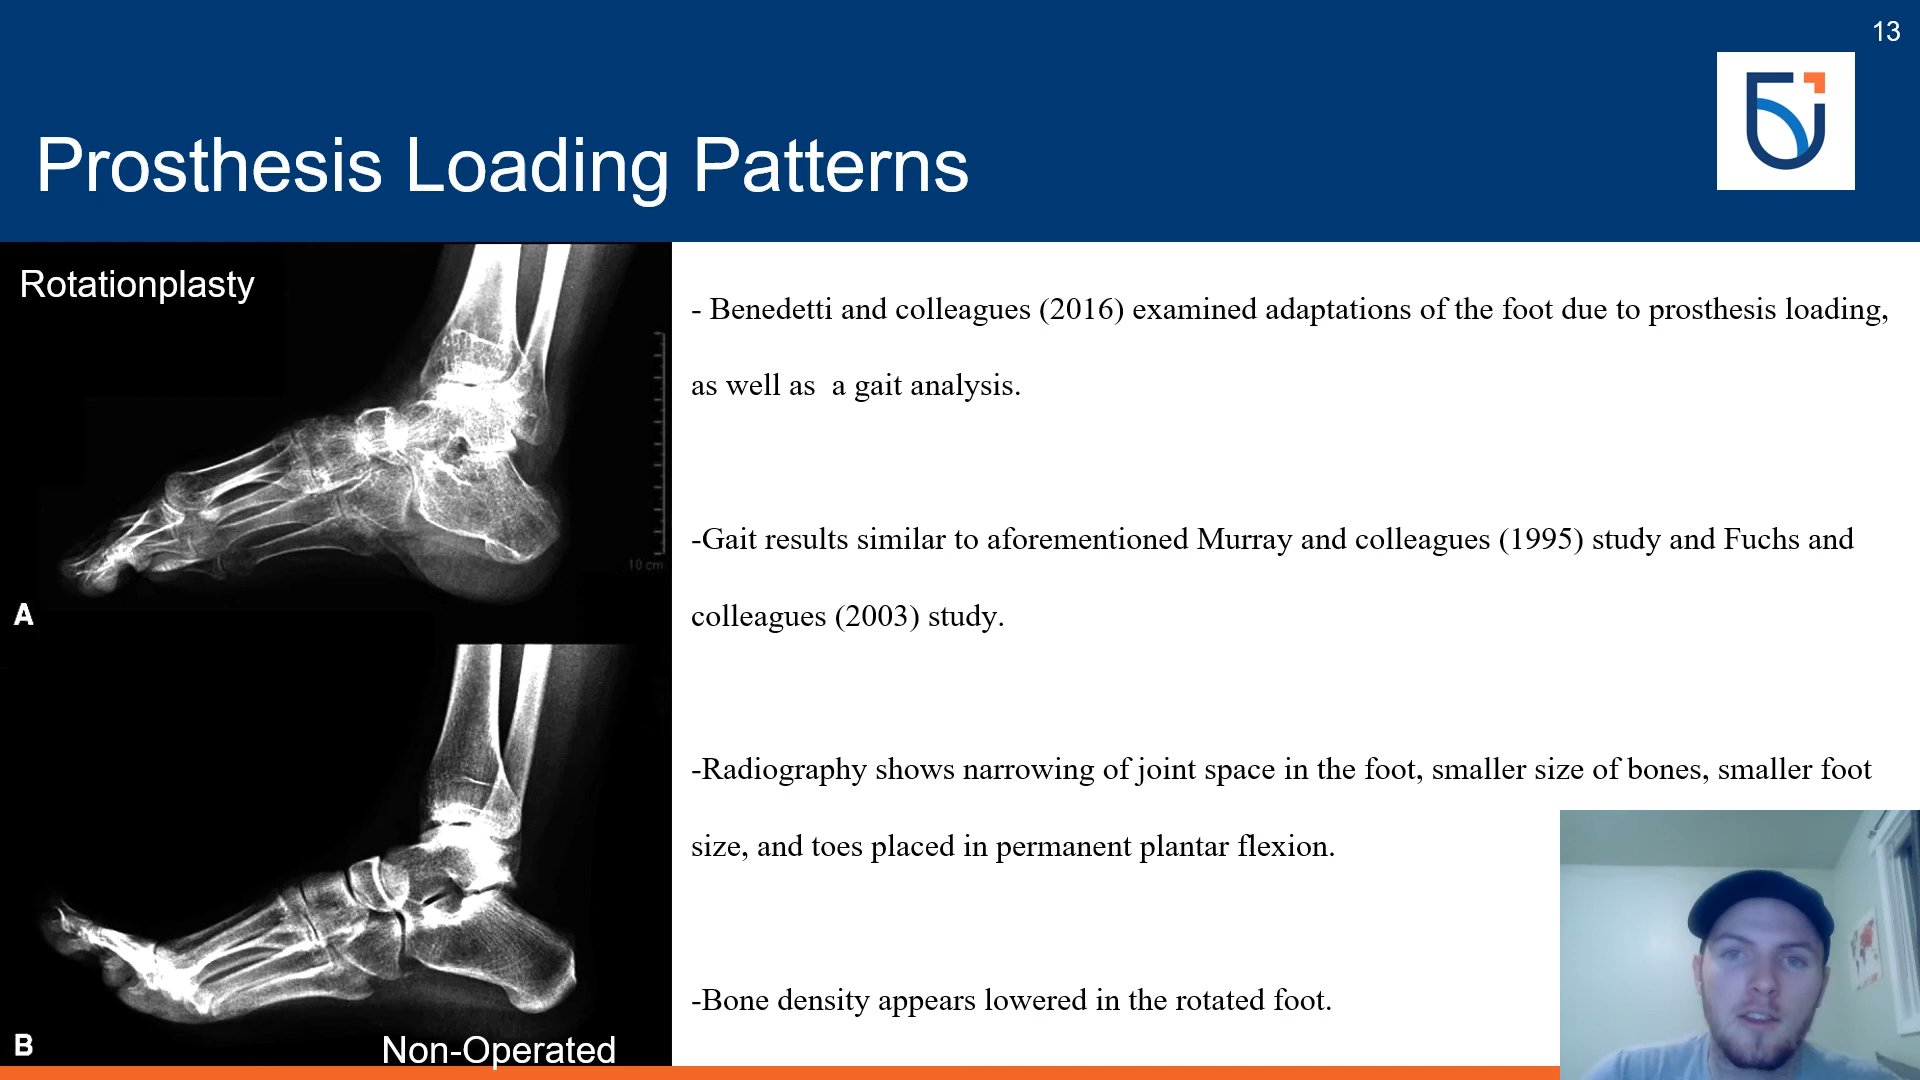 13
Prosthesis Loading Patterns
Rotationplasty
10 cm
A
B
Non-Operated
- Benedetti and colleagues (2016) examined adaptations of the foot due to prosthesis loading,
as well as  a gait analysis.
-Gait results similar to aforementioned Murray and colleagues (1995) study and Fuchs and
colleagues (2003) study.
-Radiography shows narrowing of joint space in the foot, smaller size of bones, smaller foot
size, and toes placed in permanent plantar flexion.
-Bone density appears lowered in the rotated foot.